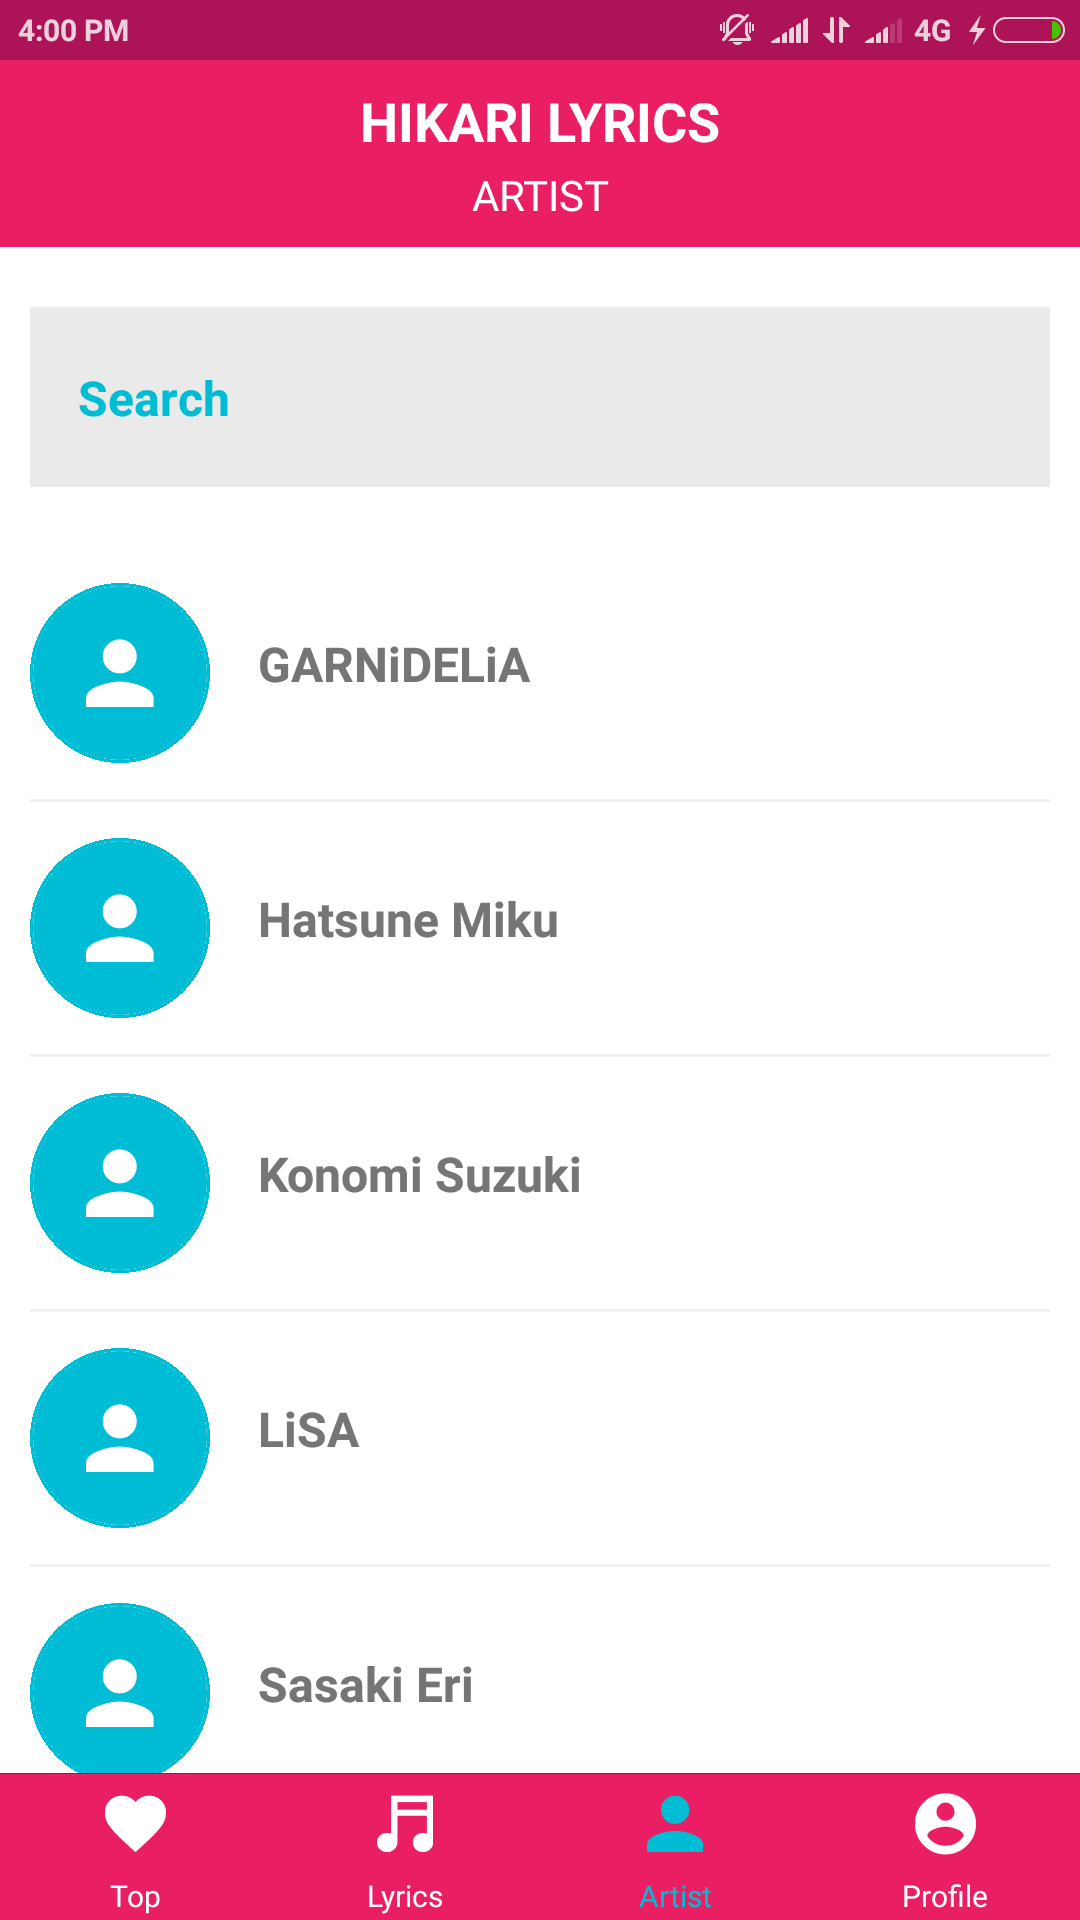 4:00 PM 4G
HIKARI LYRICS
ARTIST
Search
GARNiDELiA
Hatsune Miku
Konomi Suzuki
LiSA
Sasaki Eri
Top Lyrics Artist Profile